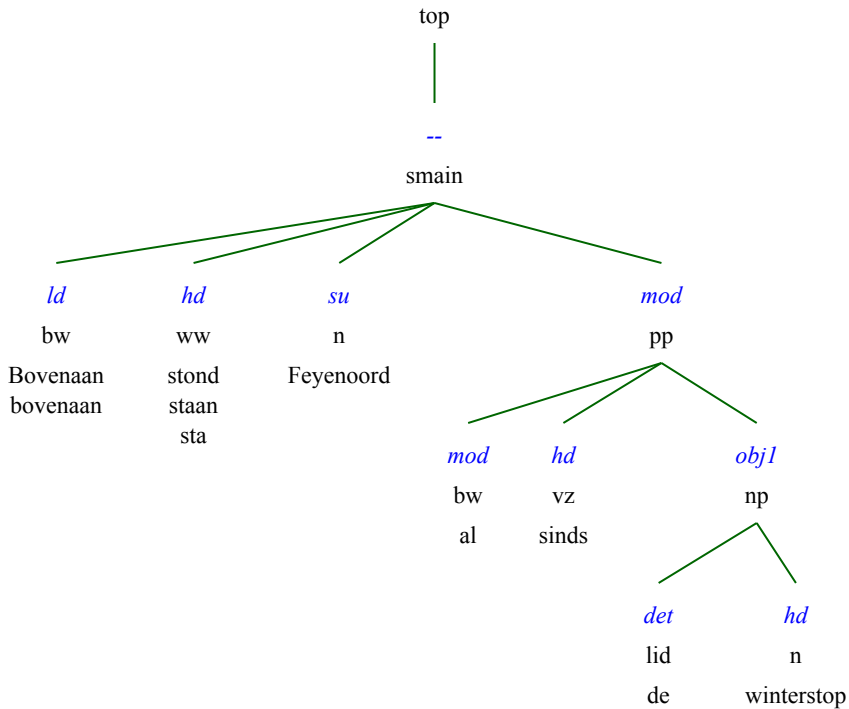 top
--
smain
ld hd su mod
bw ww n pp
Bovenaan stond Feyenoord
bovenaan staan
sta
mod hd obj1
bw vz np
al sinds
det hd
lid n
de winterstop